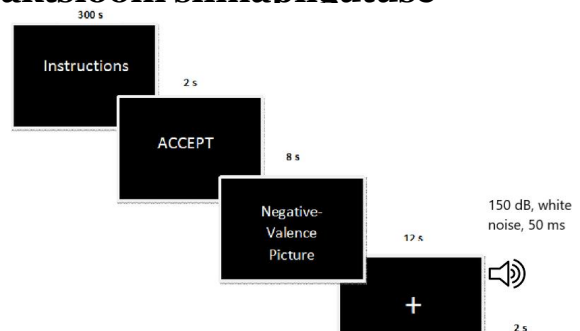 300 s
Instructions
2 s
ACCEPT
8 s
Negative-
Valence
Picture
150 dB, white
noise, 50 ms
12 s
+
2 s